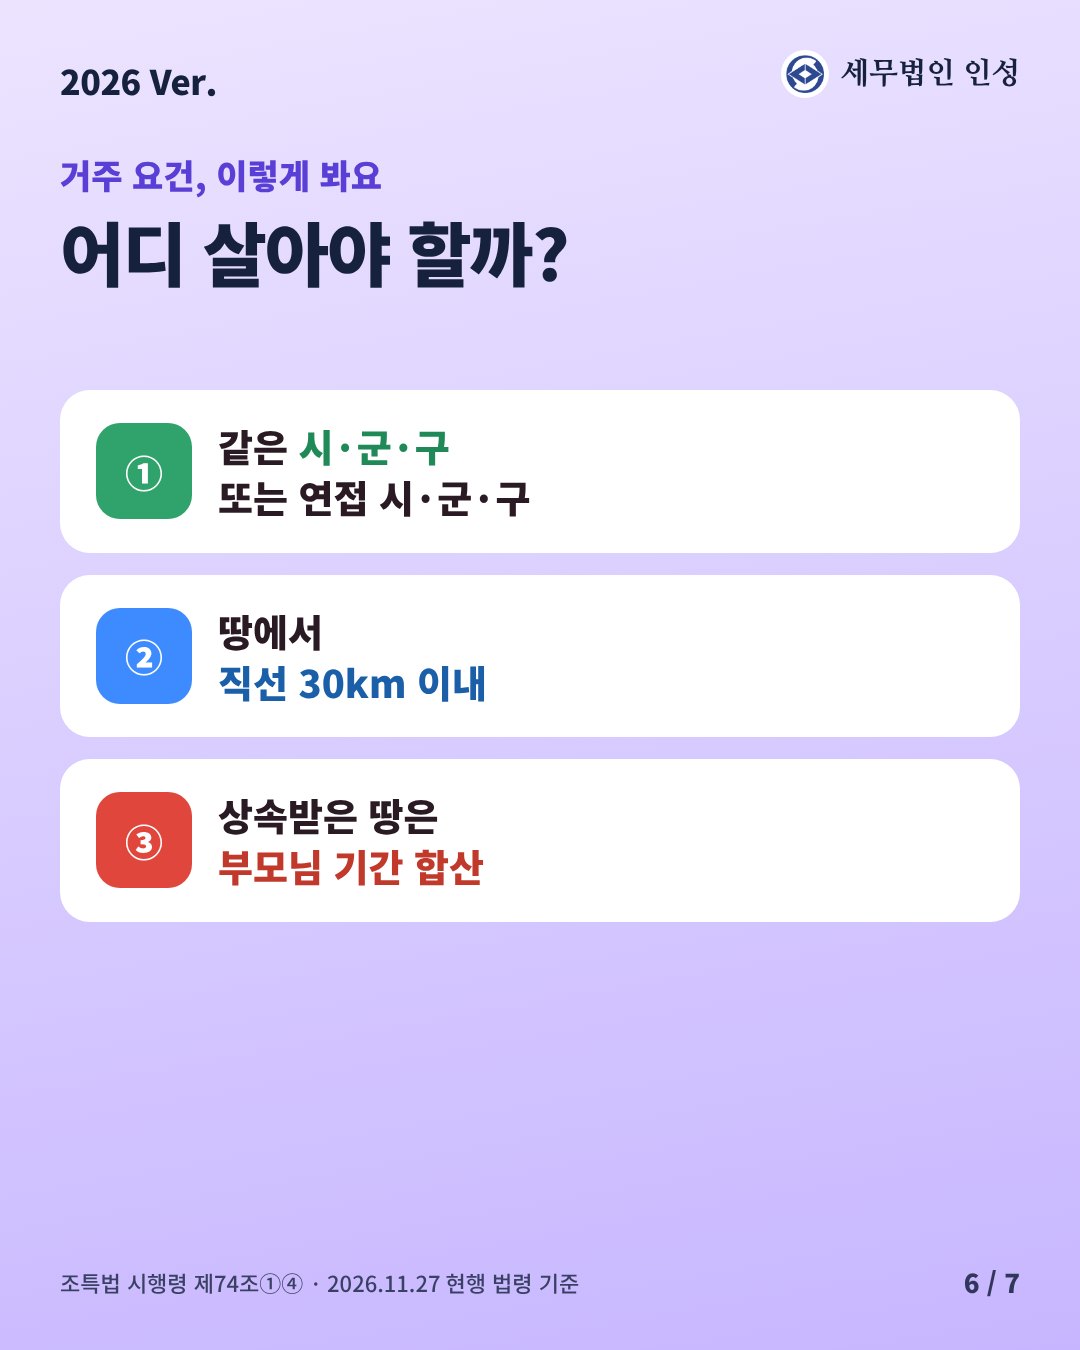 2026 Ver.
세무법인 인성
거주 요건, 이렇게 봐요
어디 살아야 할까?
①
같은 시·군·구
또는 연접 시·군·구
②
땅에서
직선 30km 이내
③
상속받은 땅은
부모님 기간 합산
조특법 시행령 제74조①④ · 2026.11.27 현행 법령 기준
6 / 7